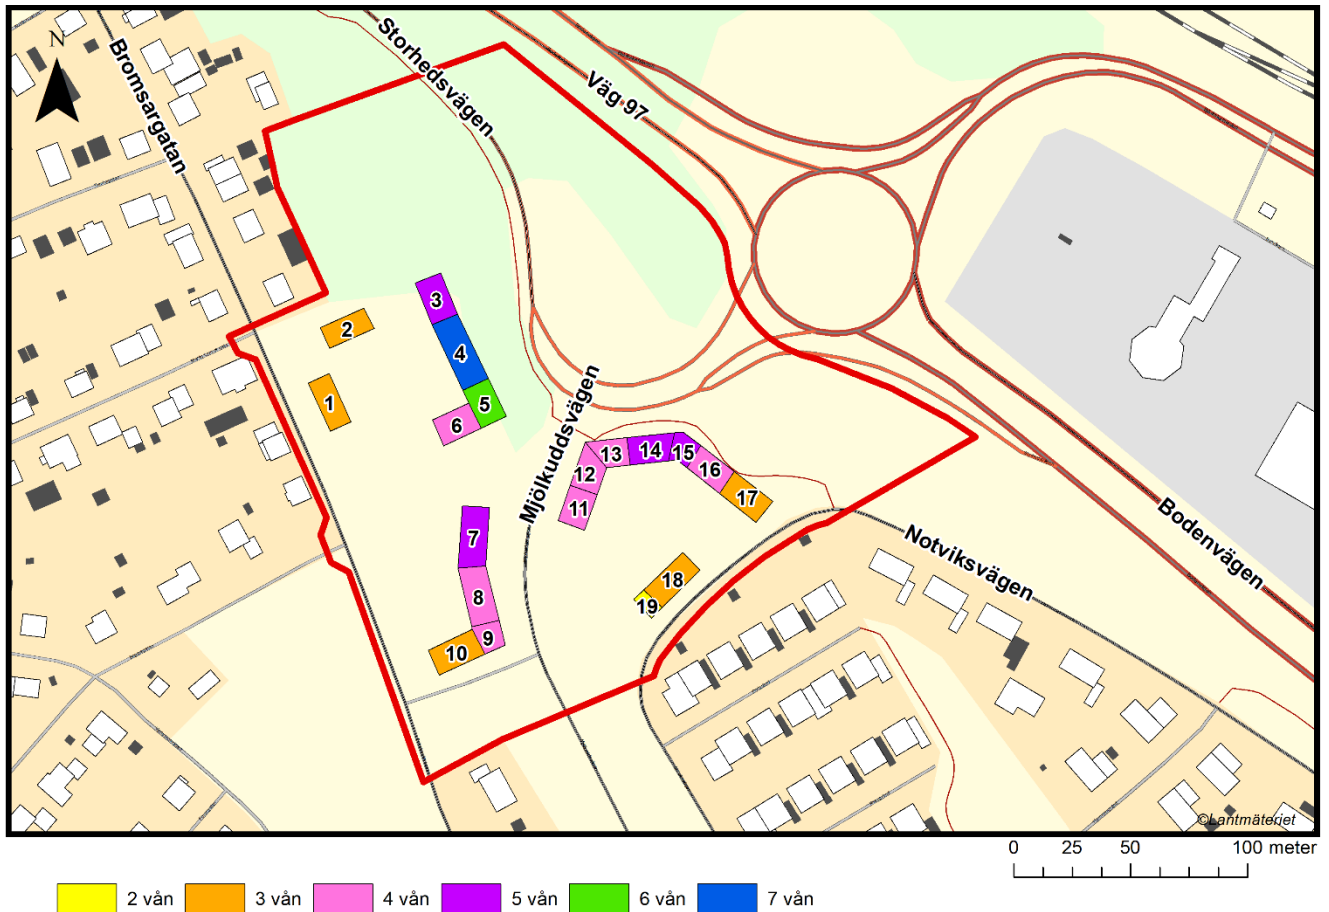 N
Bromsargatan
Storhedsvägen
Väg 97
3
2
4
1
5
6
Mjölkuddsvägen
13
14
15
12
16
11
17
7
Bodenvägen
Notviksvägen
18
8
19
9
10
©Lantmäteriet
0 25 50 100 meter
2 vån 3 vån 4 vån 5 vån 6 vån 7 vån